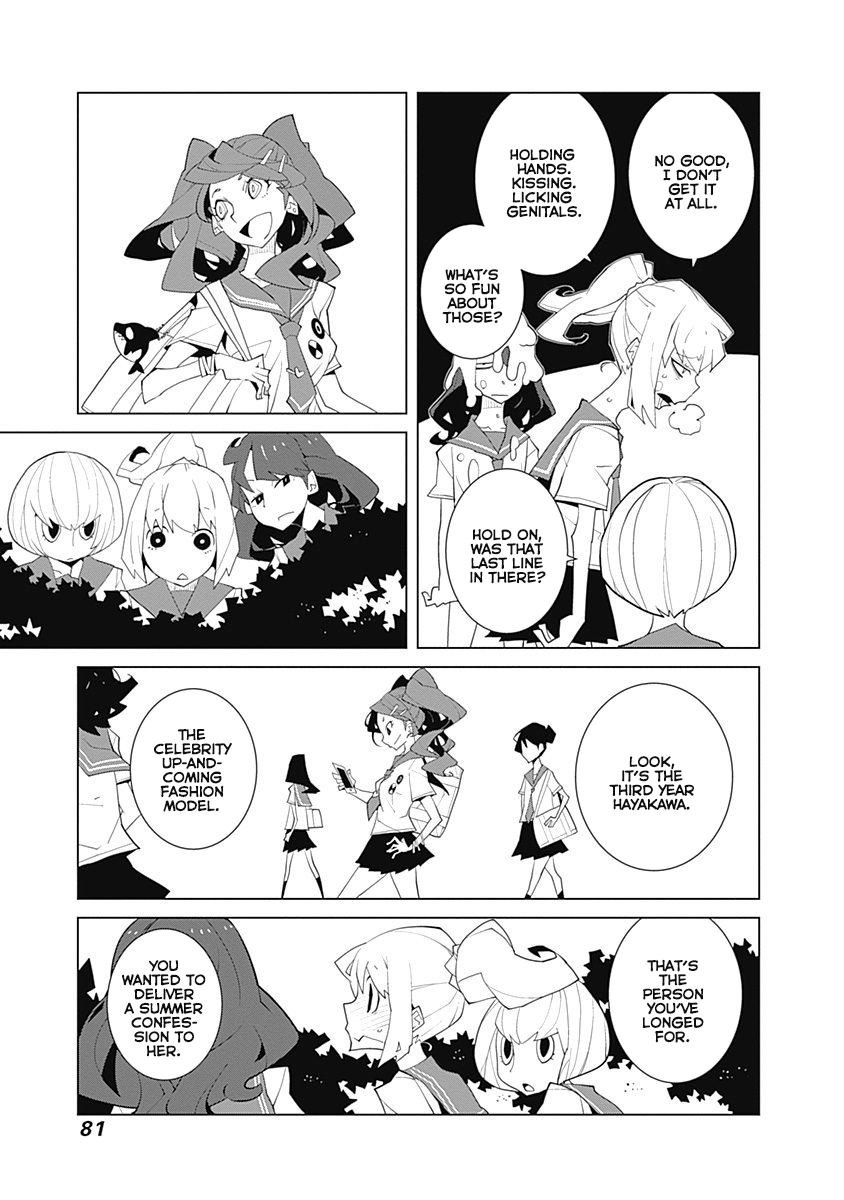 NO GOOD,
I DON'T
GET IT
AT ALL.
HOLDING
HANDS.
KISSING.
LICKING
GENITALS.
WHAT'S
SO FUN
ABOUT
THOSE?
HOLD ON,
WAS THAT
LAST LINE
IN THERE?
LOOK,
IT'S THE
THIRD YEAR
HAYAKAWA.
THE
CELEBRITY
UP-AND-
COMING
FASHION
MODEL.
THAT'S
THE
PERSON
YOU'VE
LONGED
FOR.
YOU
WANTED TO
DELIVER
A SUMMER
CONFES-
SION TO
HER.
81